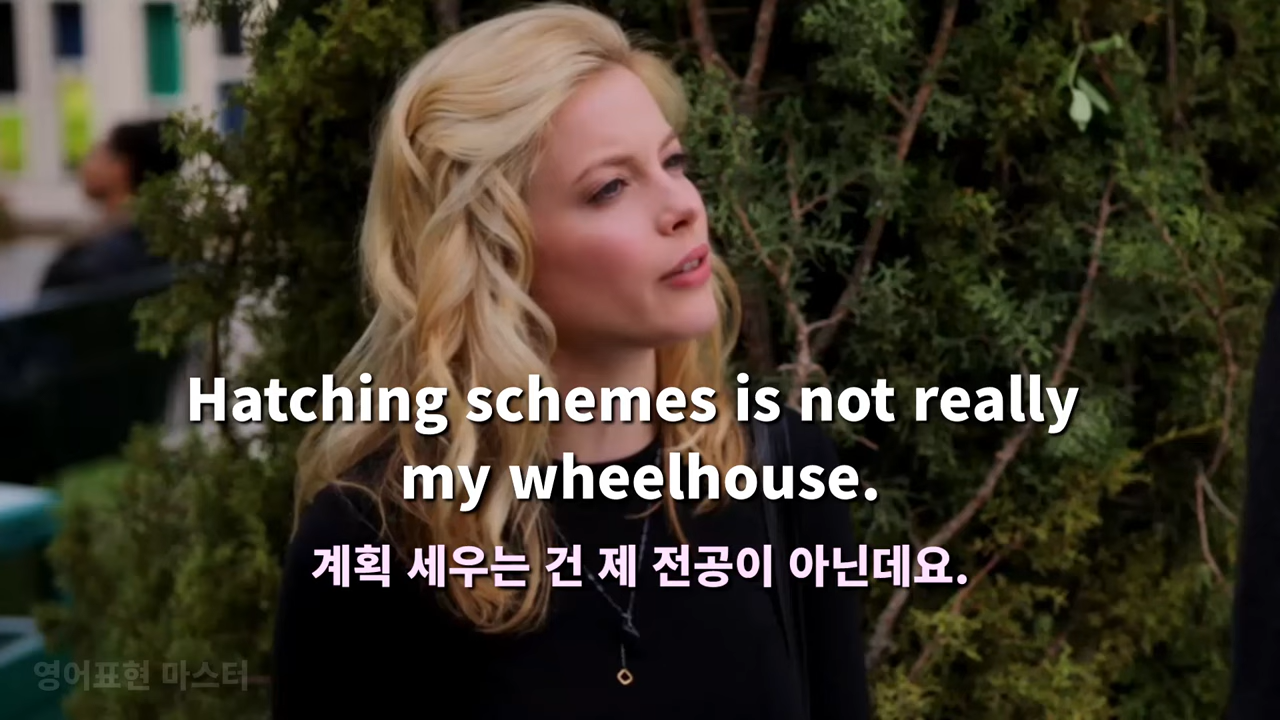 Hatching schemes is not really
my wheelhouse.
계획 세우는 건 제 전공이 아닌데요.
영어표현 마스터